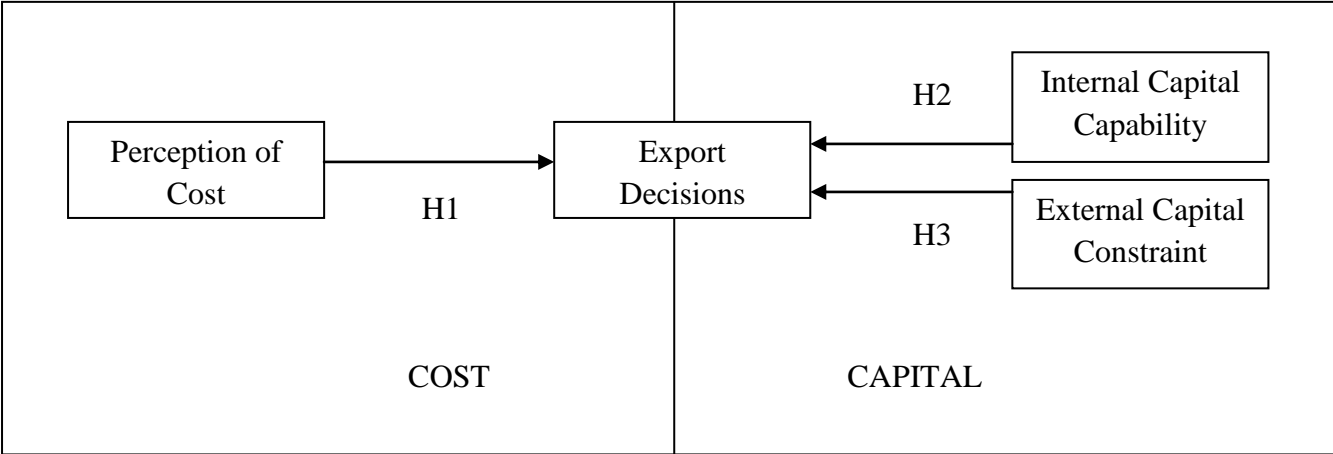 Perception of
Cost
H1
Export
Decisions
H2
H3
Internal Capital
Capability
External Capital
Constraint
COST
CAPITAL